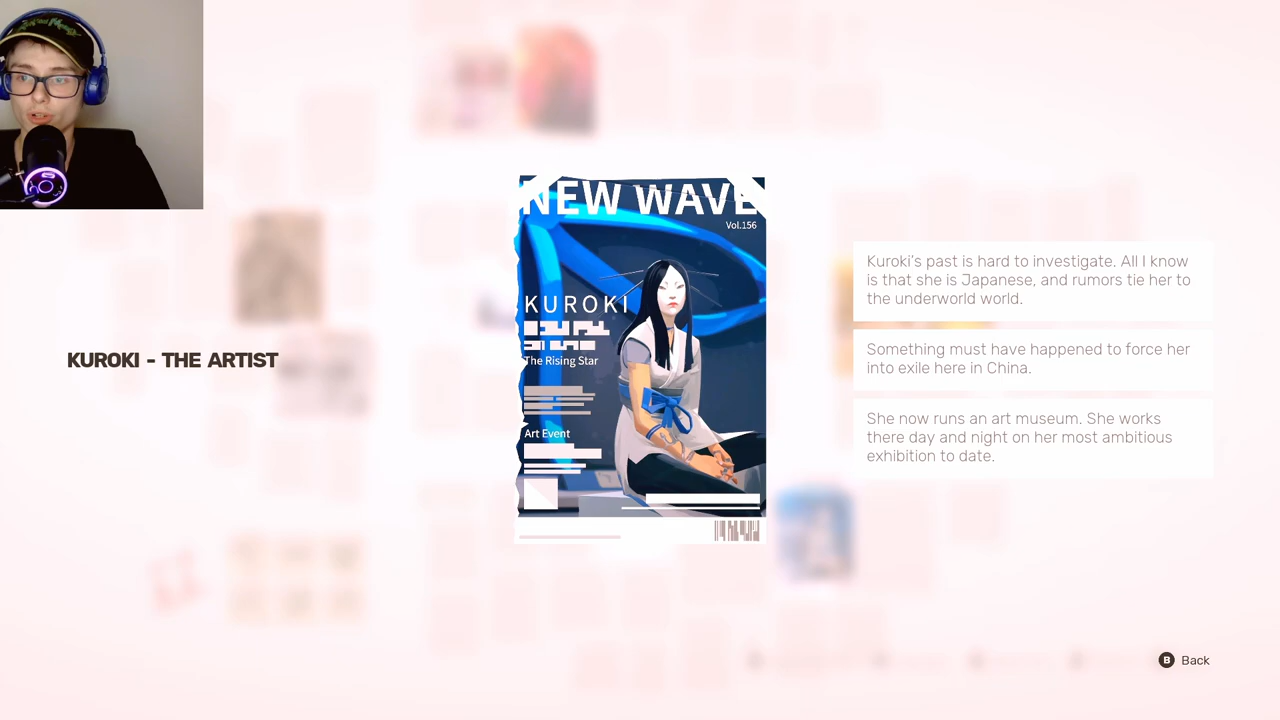 NEW WAVE
Vol.156
KUROKI
The Rising Star
Art Event
KUROKI - THE ARTIST
Kuroki's past is hard to investigate. All I know
is that she is Japanese, and rumors tie her to
the underworld world.
Something must have happened to force her
into exile here in China.
She now runs an art museum. She works
there day and night on her most ambitious
exhibition to date.
B Back